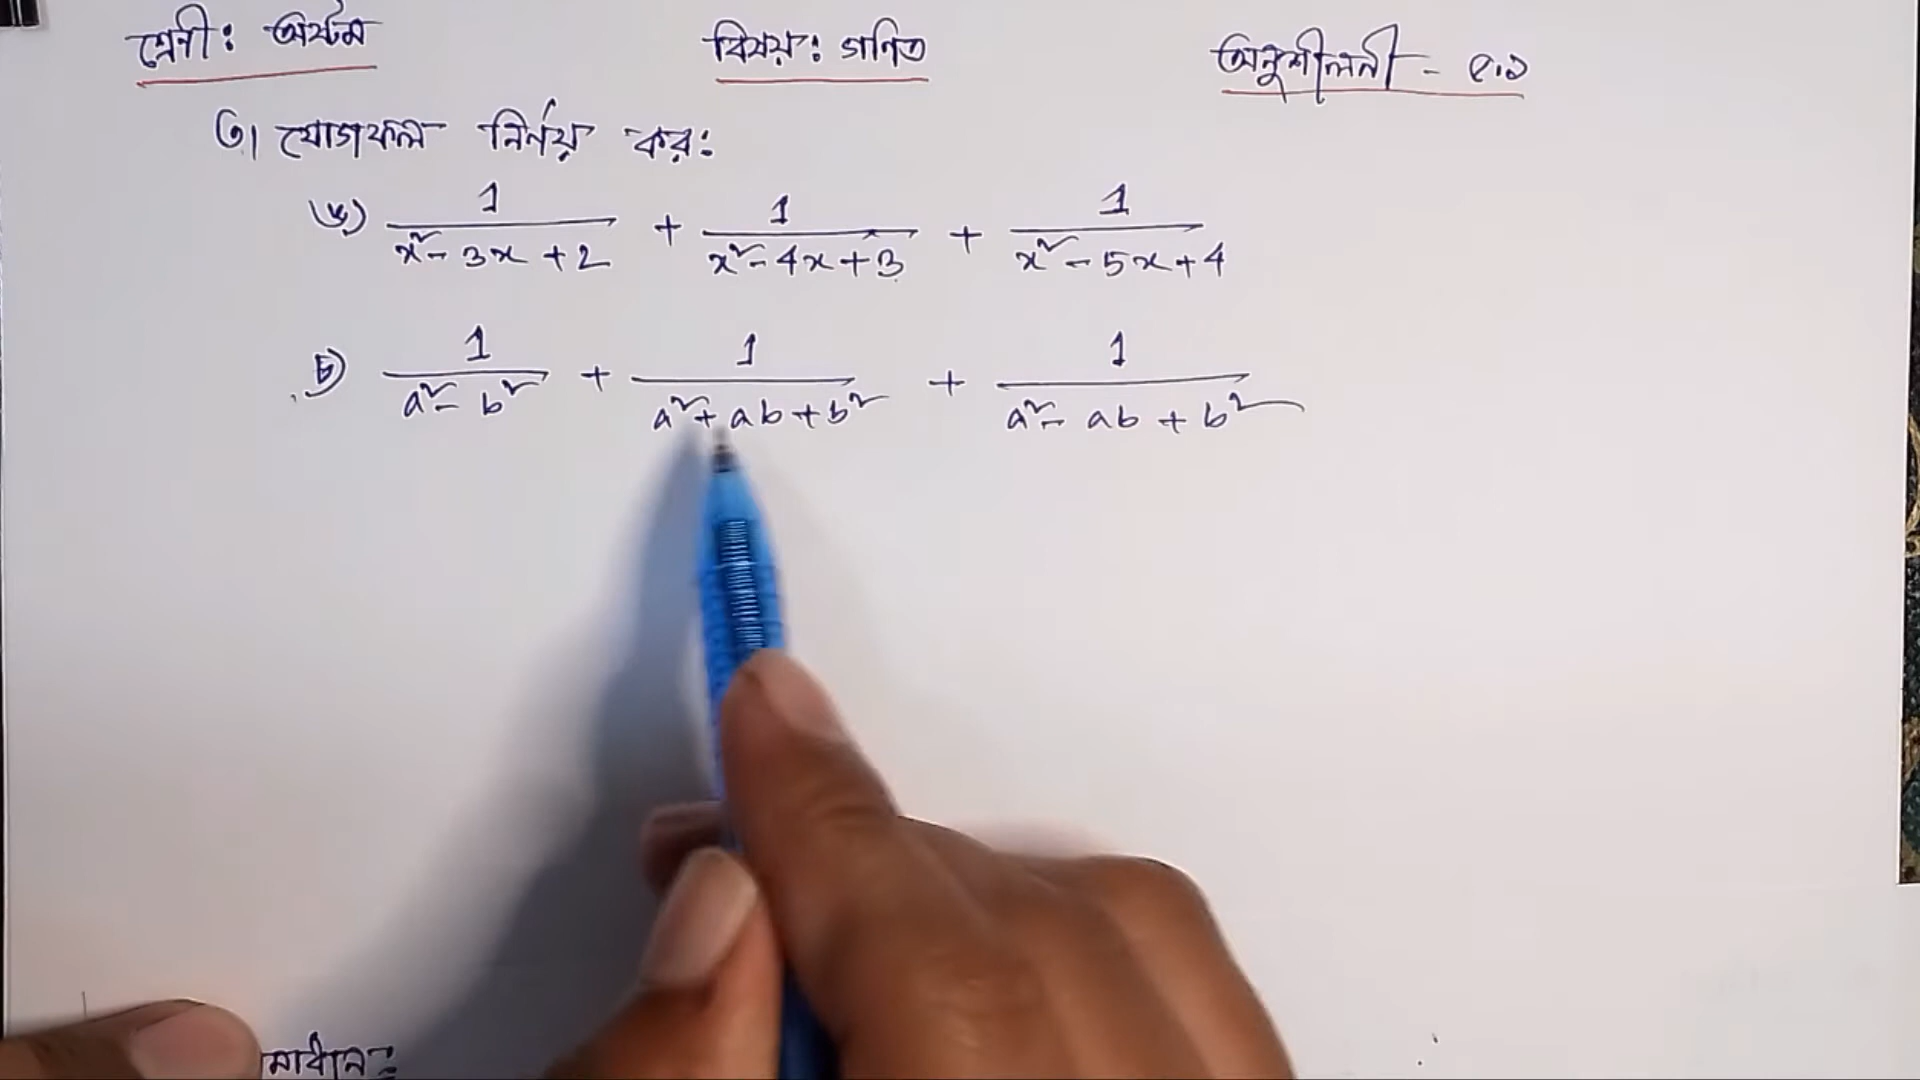 শ্রেণী: অষ্টম বিষয়: গণিত অনুশীলনী - ৫.১
৩। যোগফল নির্ণয় কর:
ঙ) 1/(x² - 3x + 2) + 1/(x² - 4x + 3) + 1/(x² - 5x + 4)
চ) 1/(a² - b²) + 1/(a² + ab + b²) + 1/(a² - ab + b²)
মাধান: